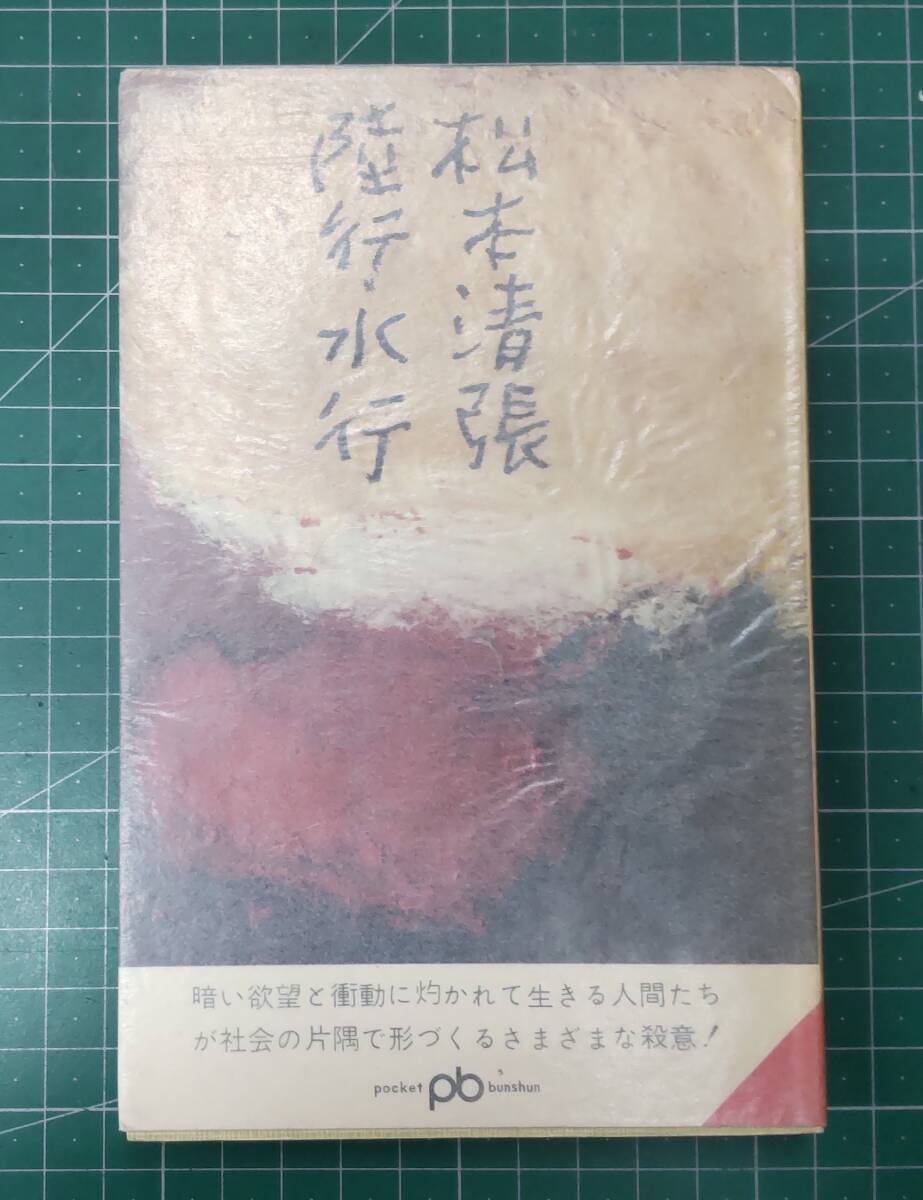 松本清張
陸行水行
暗い欲望と衝動に灼かれて生きる人間たち
が社会の片隅で形づくるさまざまな殺意!
pocket pb bunshun